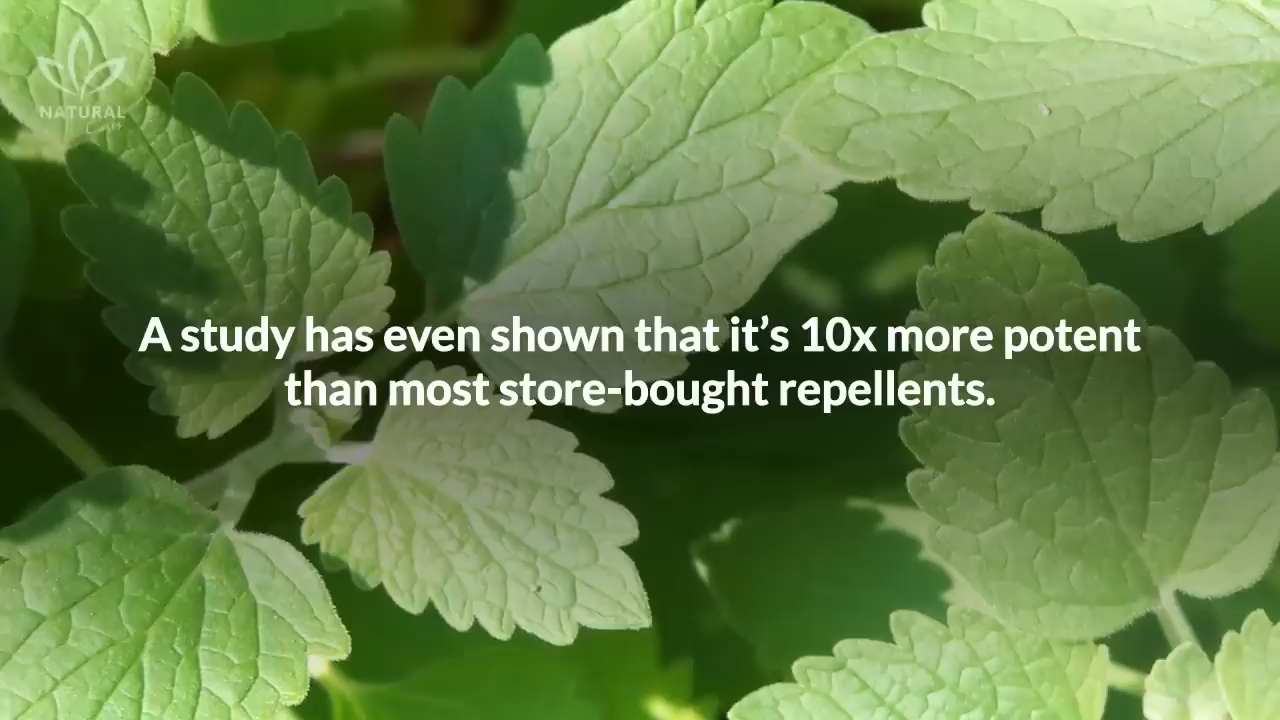 NATURAL
A study has even shown that it’s 10x more potent
than most store-bought repellents.